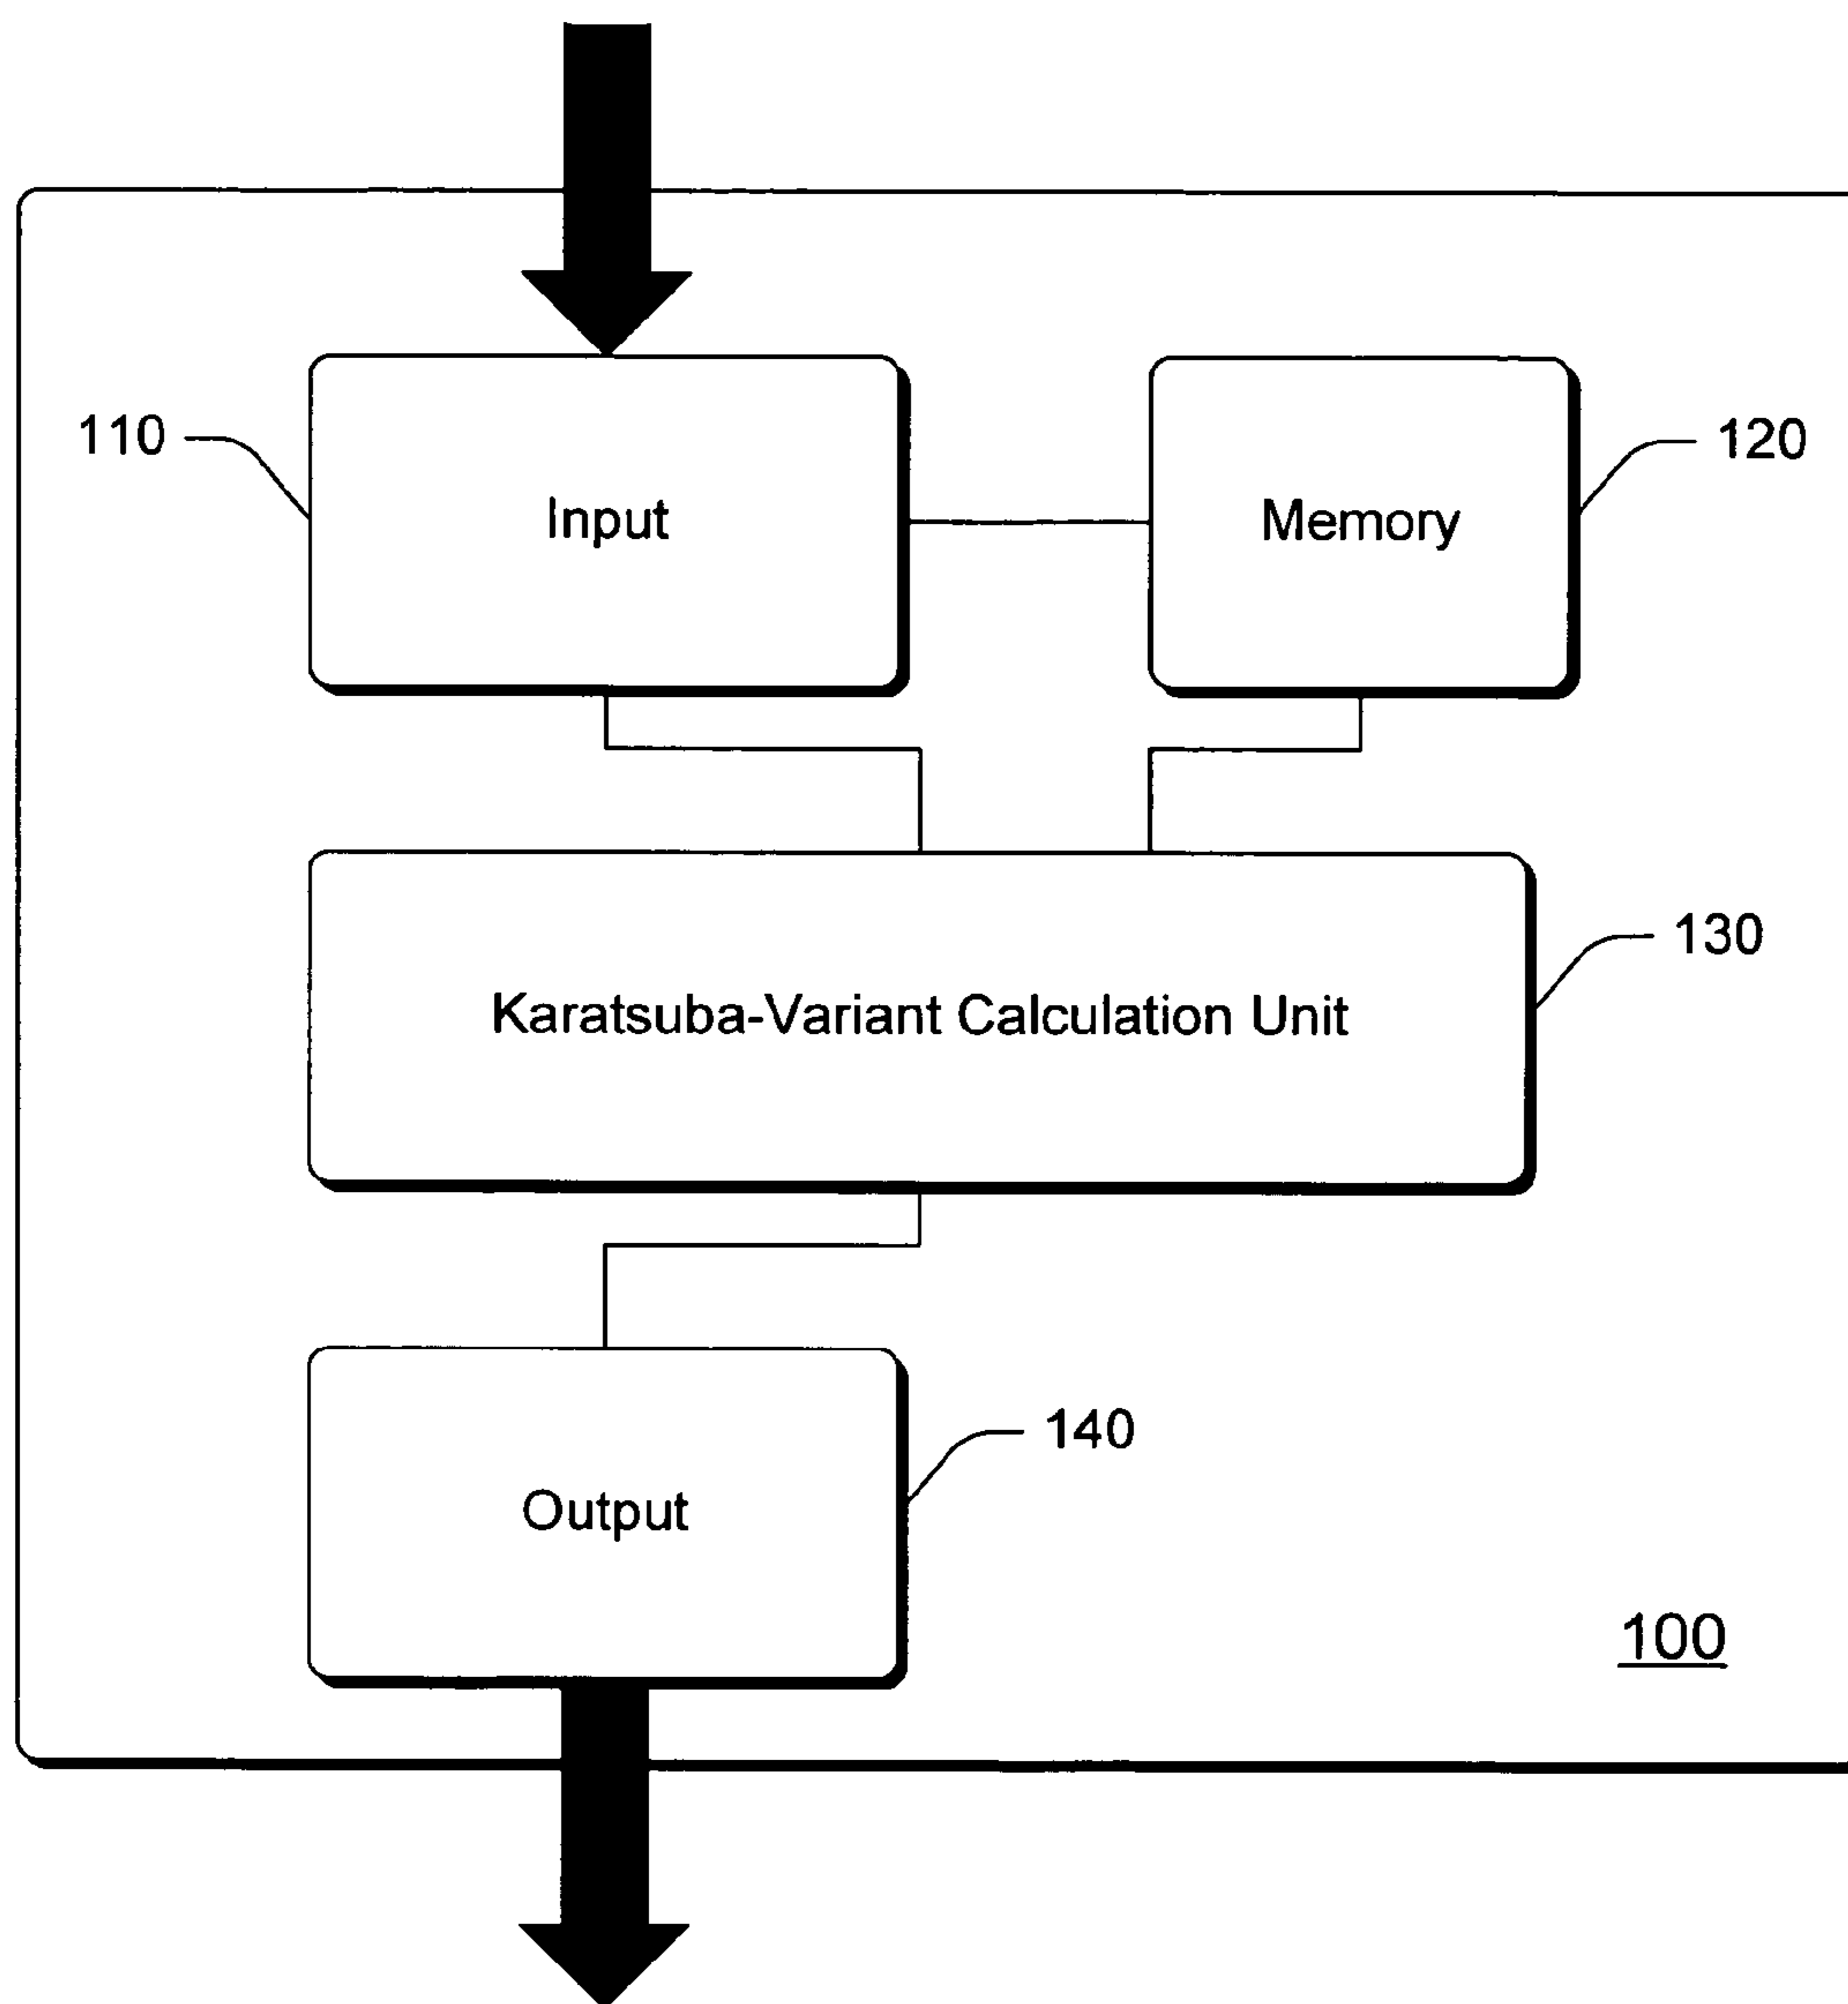 110
Input
Memory
120
Karatsuba-Variant Calculation Unit
130
Output
140
100